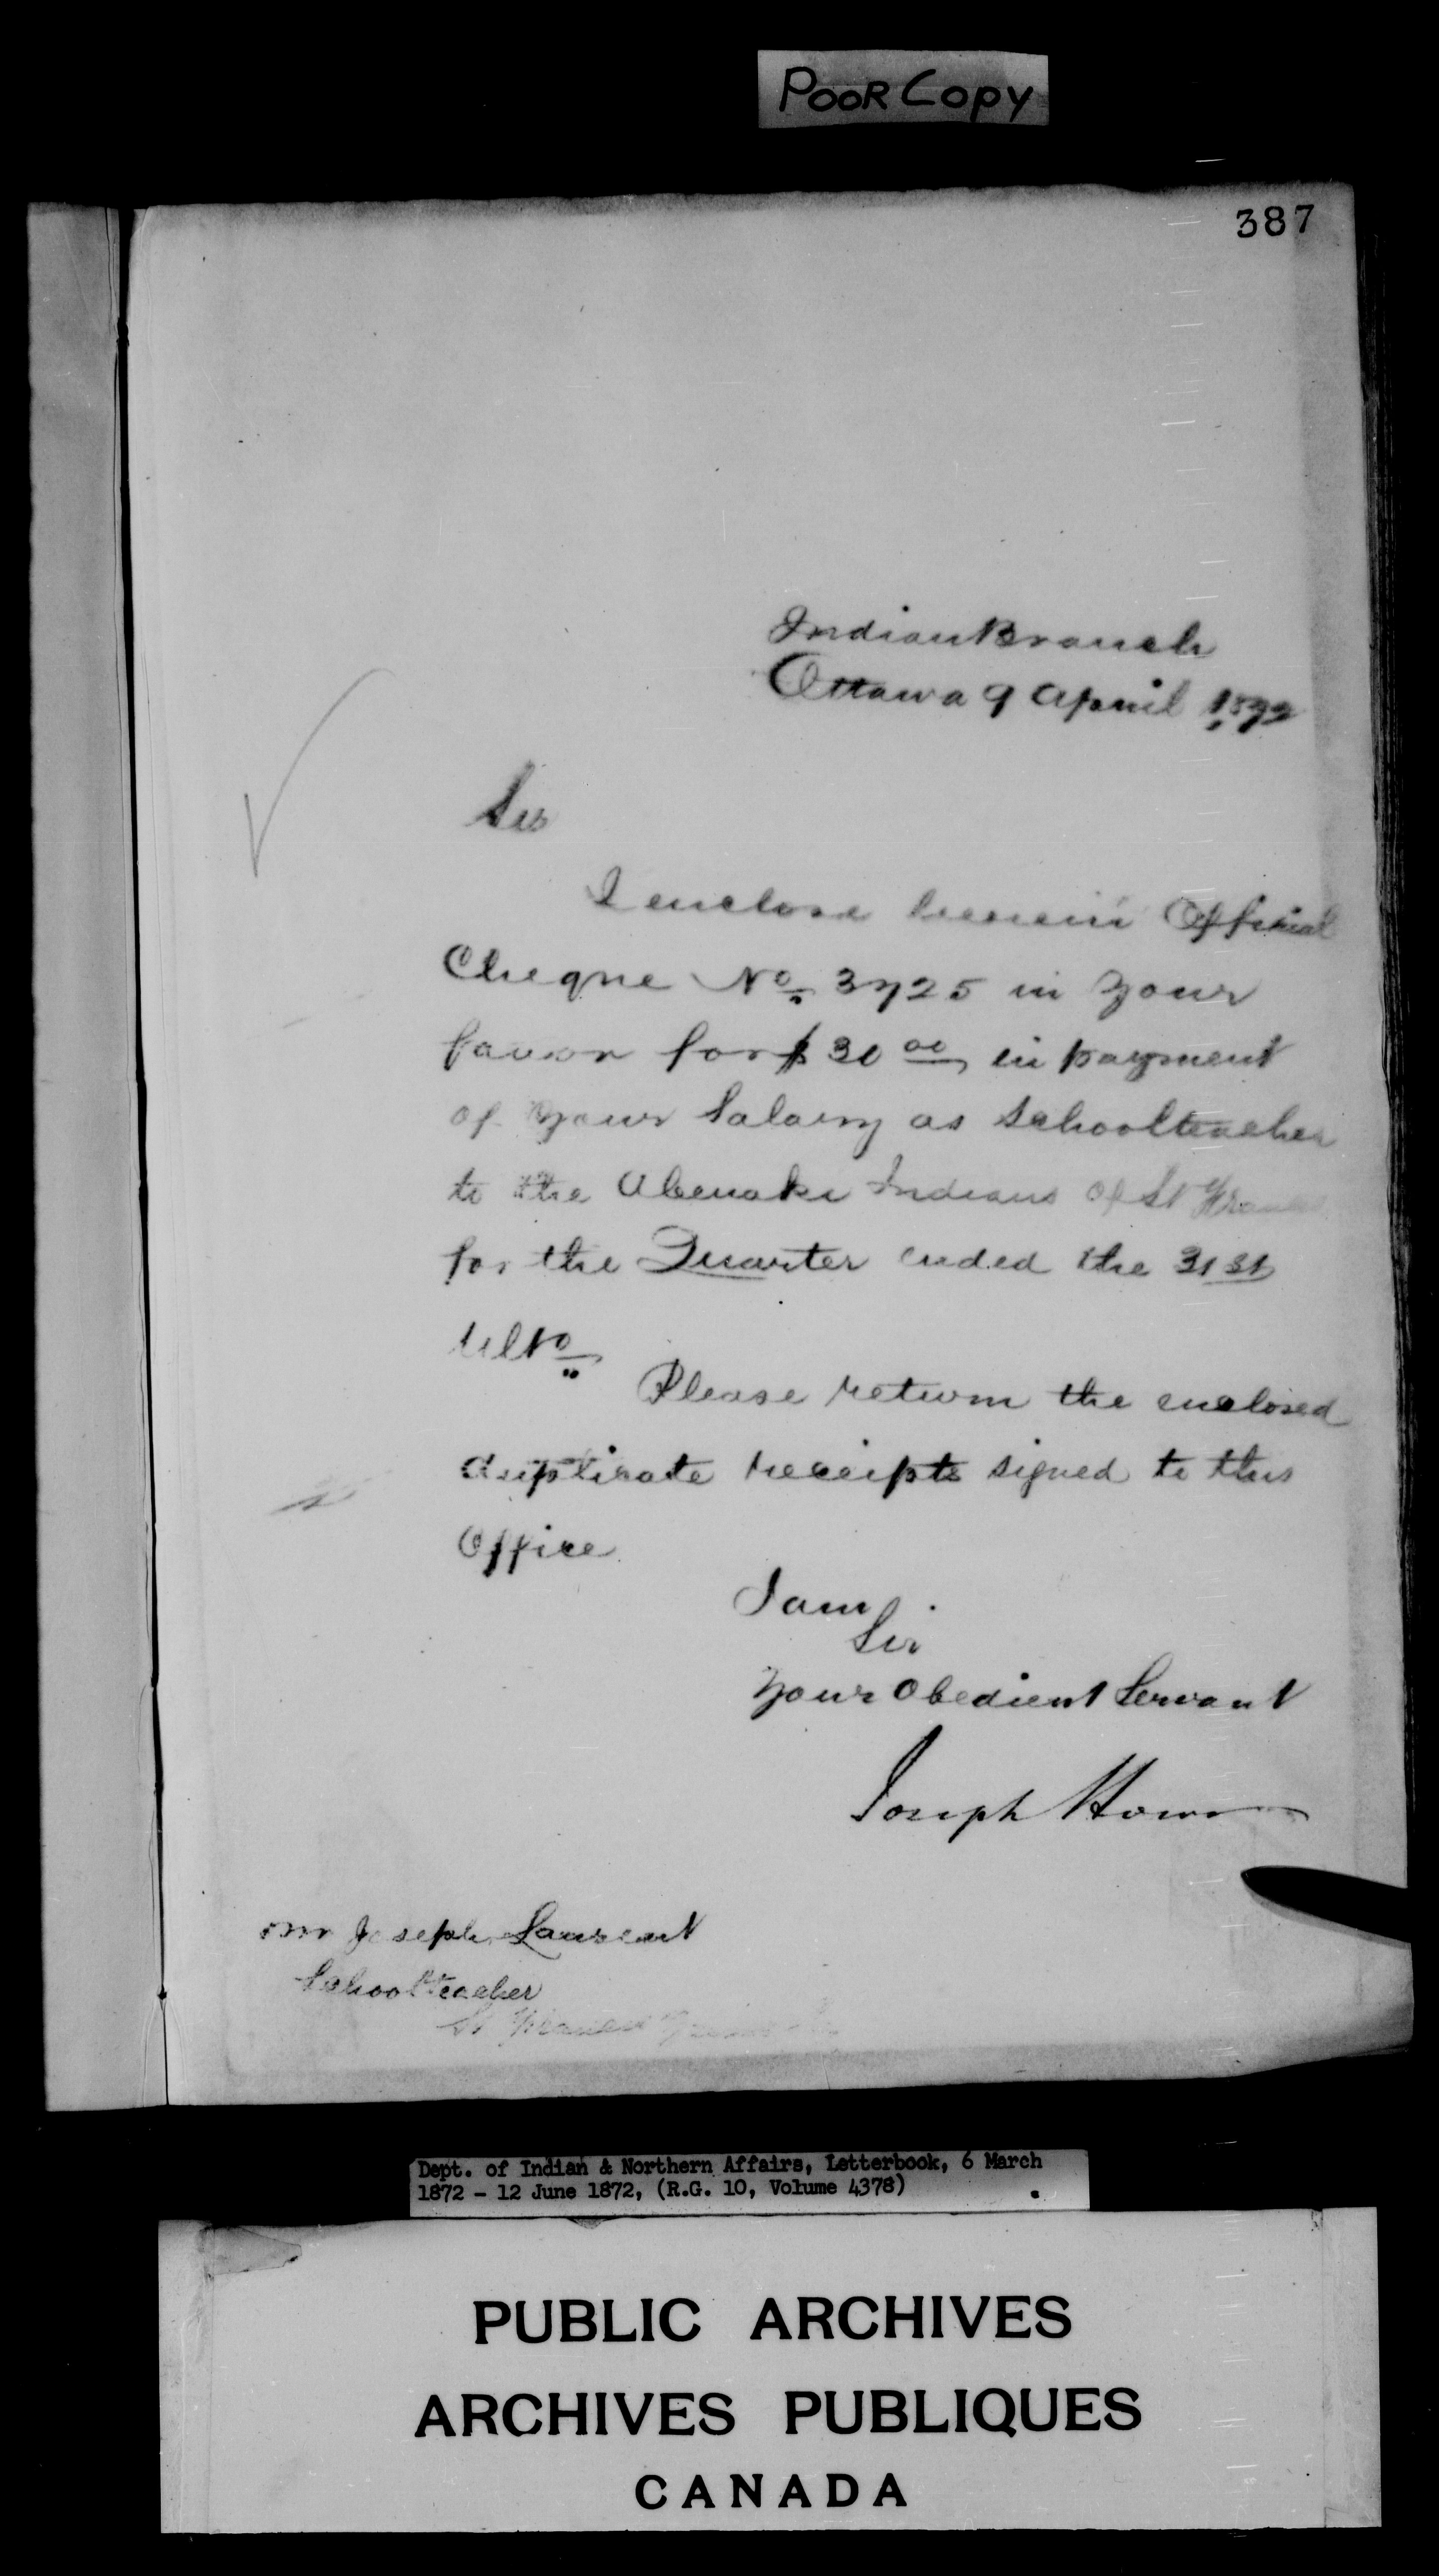 POOR COPY
387
Indian Branch
Ottawa 9 April 1872
Sir
I enclose herein Official
Cheque No. 3725 in your
favor for $30 00 in payment
of your Salary as Schoolteacher
to the Abenaki Indians of St Francis
for the Quarter ended the 31st
Ulto
Please return the enclosed
duplicate receipts signed to this
Office
I am
Sir
Your Obedient Servant
Joseph Howe
Mr Joseph Laurent
Schoolteacher
St Francis
Dept. of Indian & Northern Affairs, Letterbook, 6 March
1872 - 12 June 1872, (R.G. 10, Volume 4378)
PUBLIC ARCHIVES
ARCHIVES PUBLIQUES
CANADA